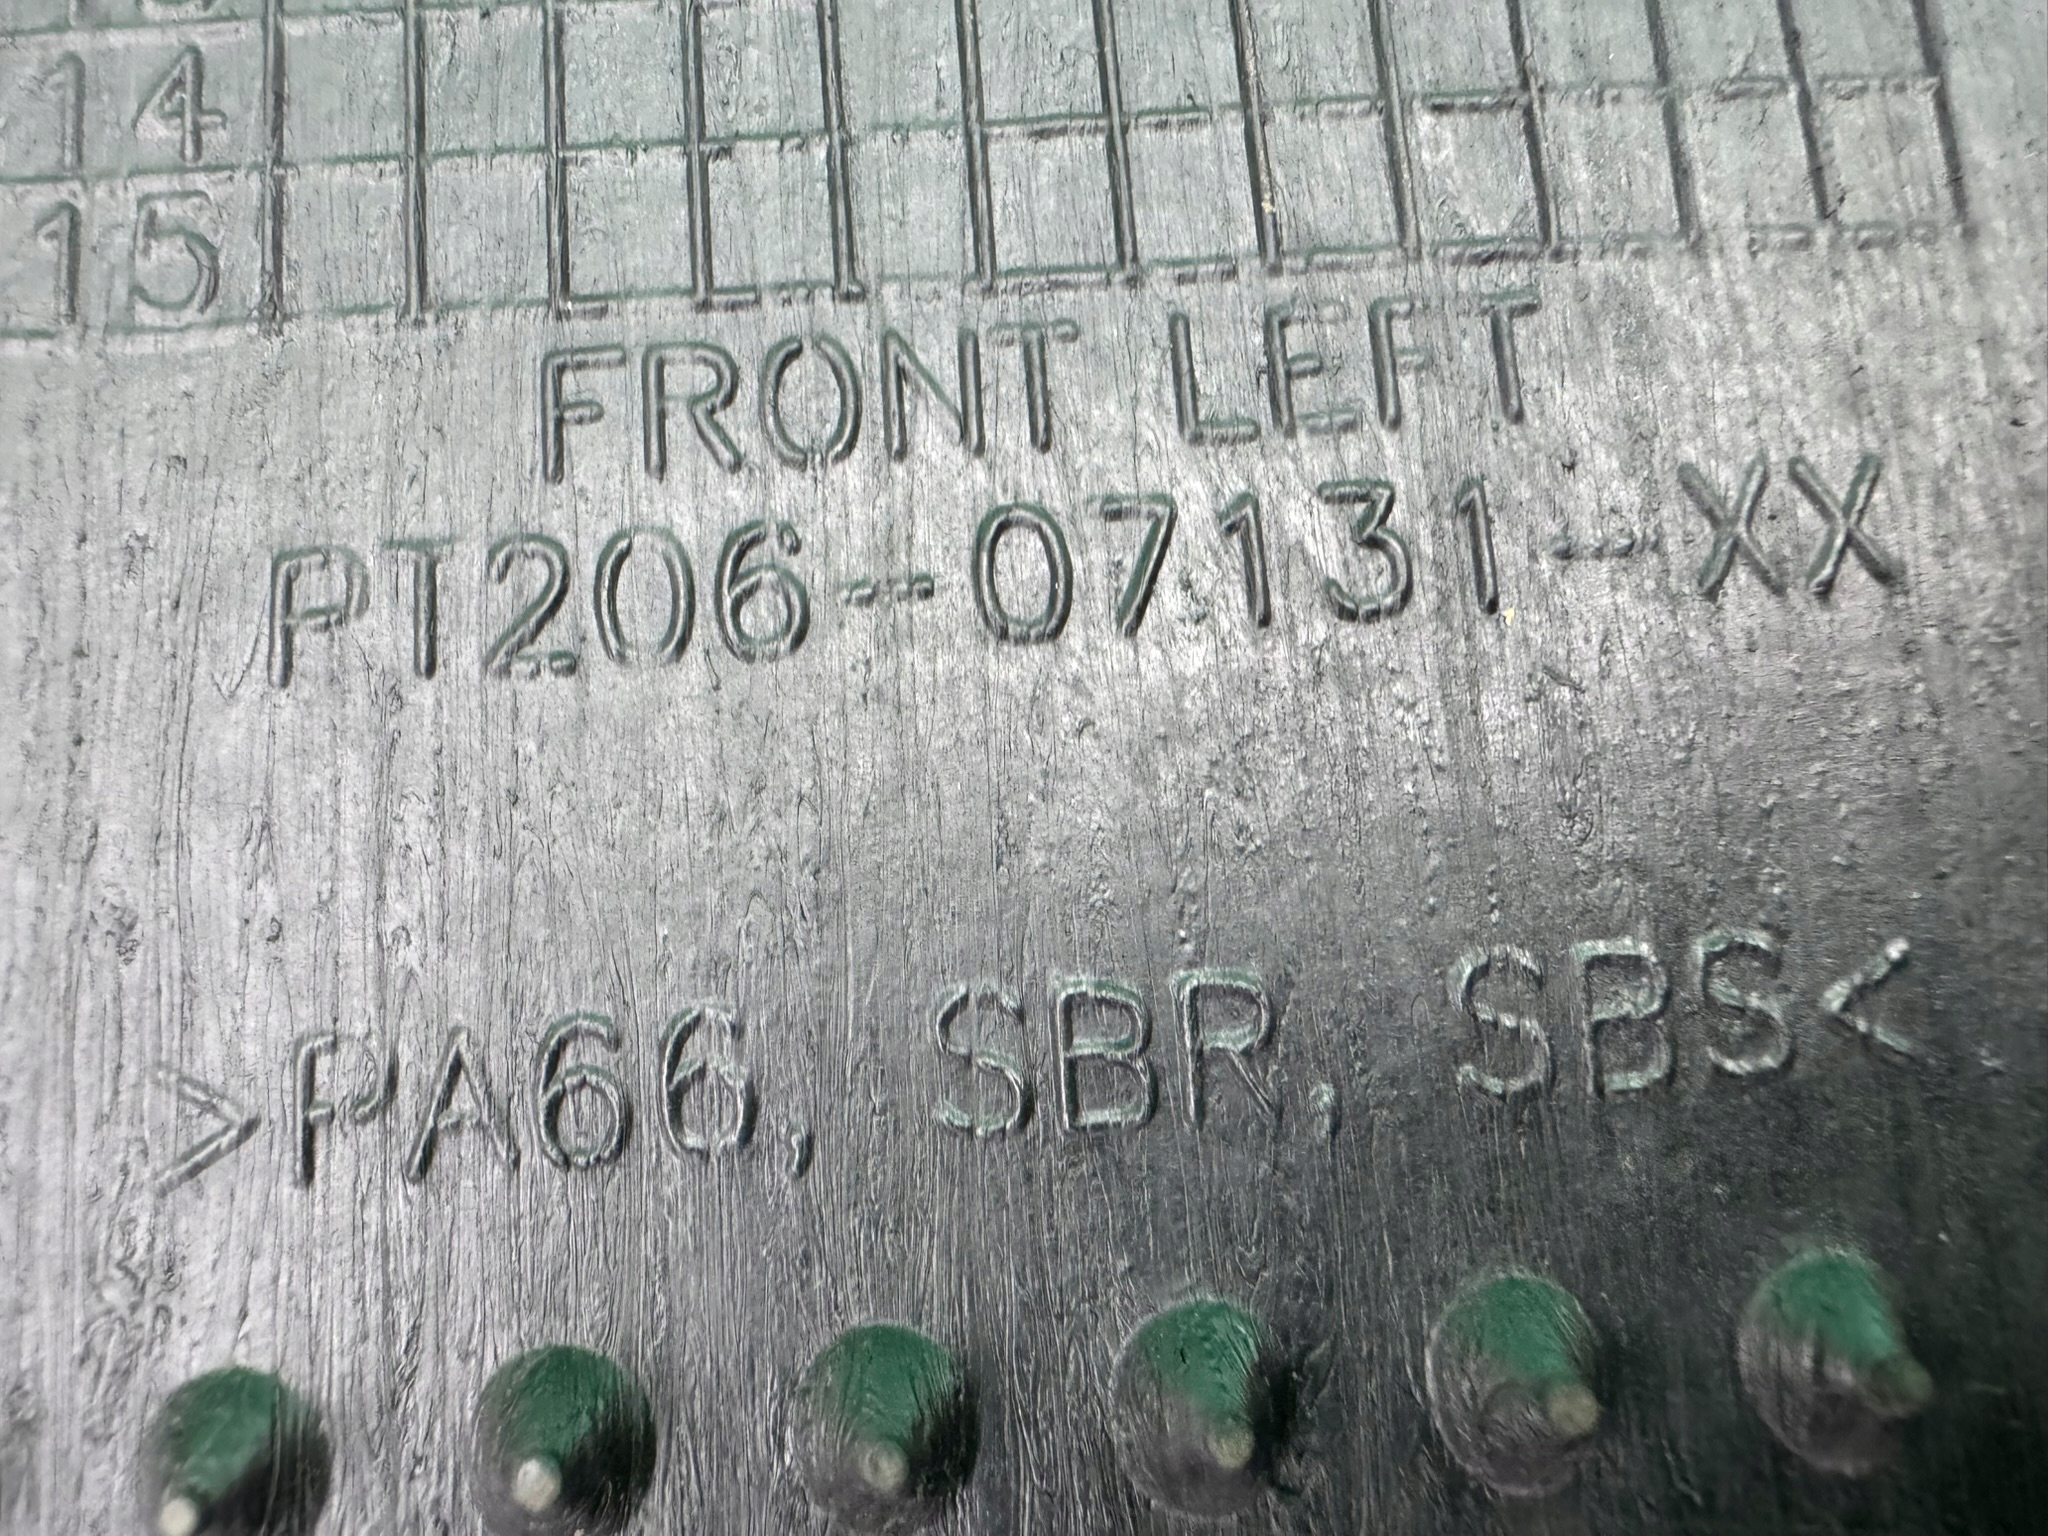 14
15
FRONT LEFT
PT206-07131-XX
>PA66, SBR, SBS<